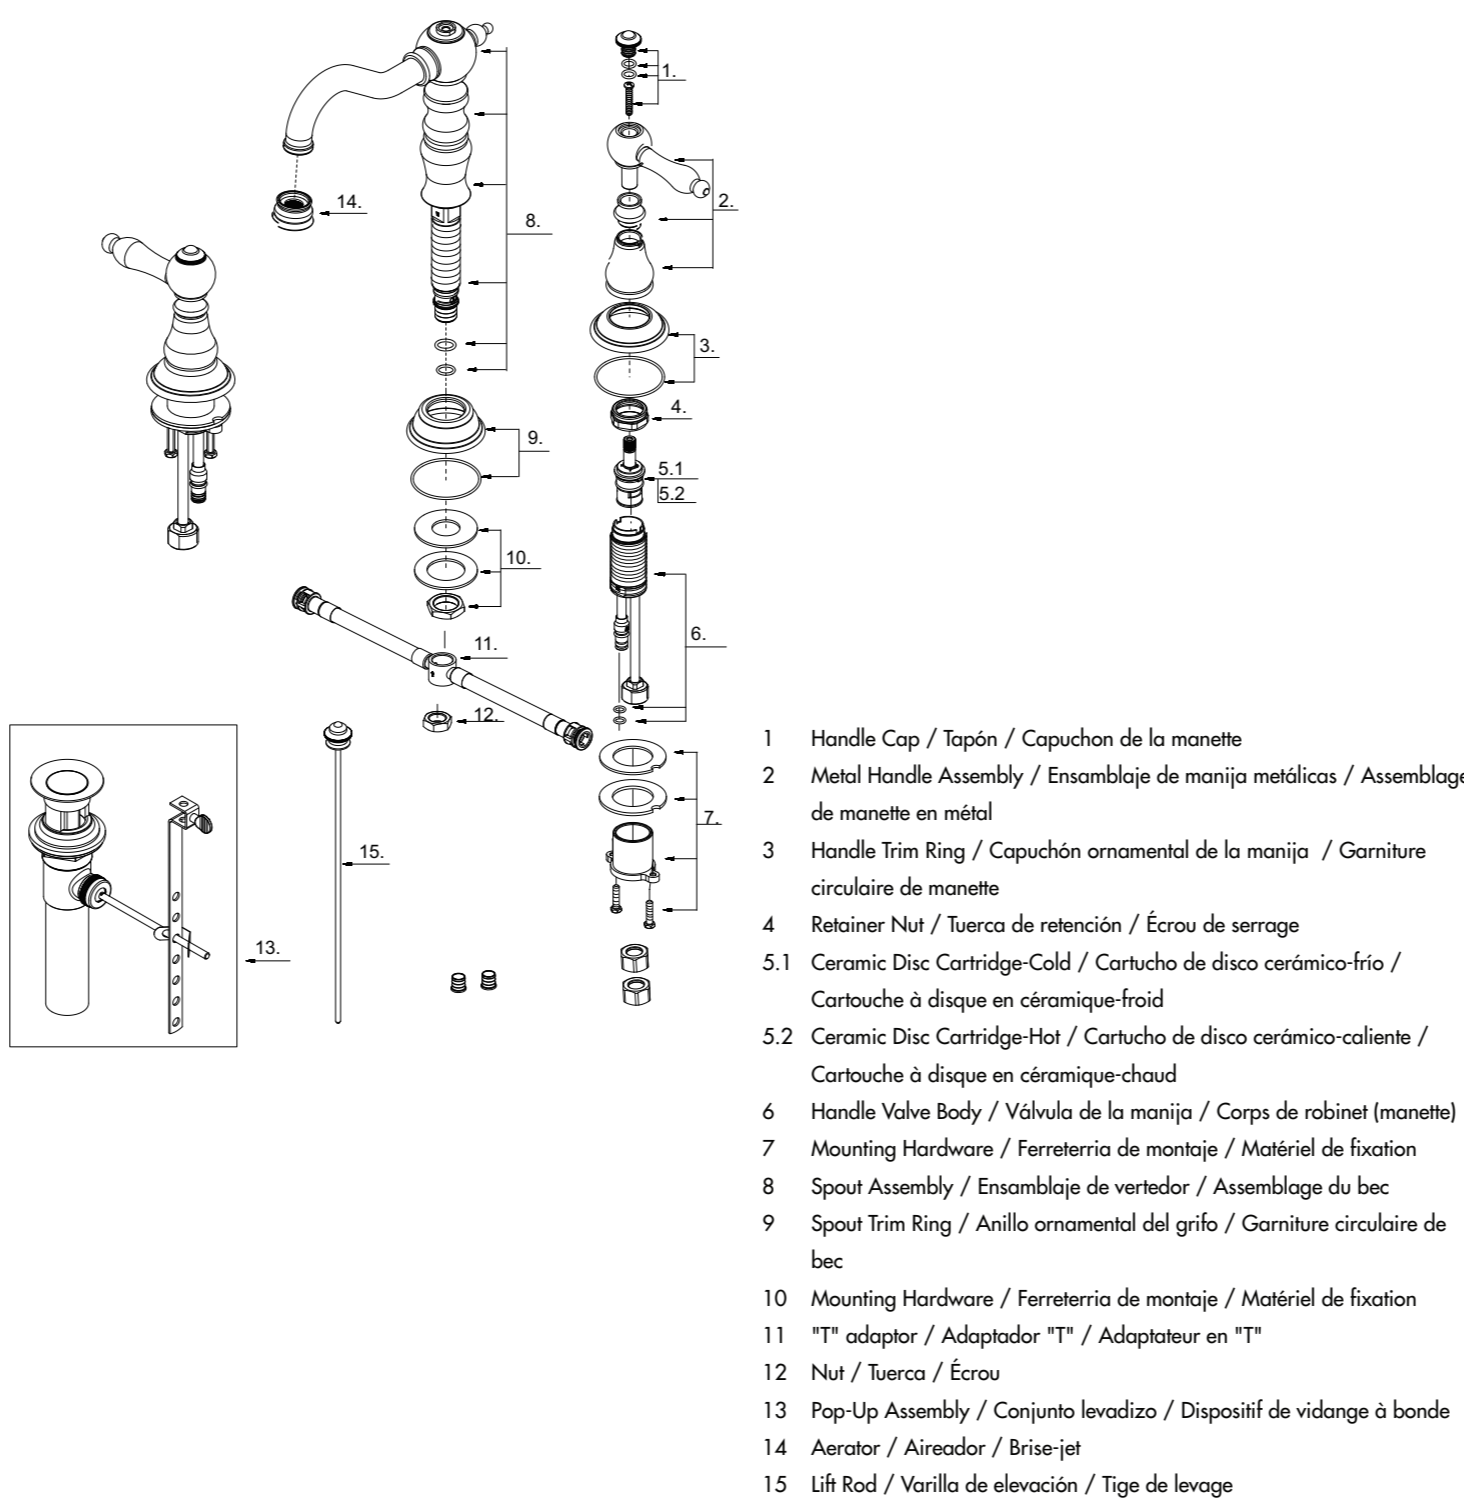 1.
14.
2.
8.
3.
4.
9.
5.1
5.2
10.
6.
11.
12.
7.
15.
13.
1 Handle Cap / Tapón / Capuchon de la manette
2 Metal Handle Assembly / Ensamblaje de manija metálicas / Assemblage
de manette en métal
3 Handle Trim Ring / Capuchón ornamental de la manija / Garniture
circulaire de manette
4 Retainer Nut / Tuerca de retención / Écrou de serrage
5.1 Ceramic Disc Cartridge-Cold / Cartucho de disco cerámico-frío /
Cartouche à disque en céramique-froid
5.2 Ceramic Disc Cartridge-Hot / Cartucho de disco cerámico-caliente /
Cartouche à disque en céramique-chaud
6 Handle Valve Body / Válvula de la manija / Corps de robinet (manette)
7 Mounting Hardware / Ferreterria de montaje / Matériel de fixation
8 Spout Assembly / Ensamblaje de vertedor / Assemblage du bec
9 Spout Trim Ring / Anillo ornamental del grifo / Garniture circulaire de
bec
10 Mounting Hardware / Ferreterria de montaje / Matériel de fixation
11 "T" adaptor / Adaptador "T" / Adaptateur en "T"
12 Nut / Tuerca / Écrou
13 Pop-Up Assembly / Conjunto levadizo / Dispositif de vidange à bonde
14 Aerator / Aireador / Brise-jet
15 Lift Rod / Varilla de elevación / Tige de levage